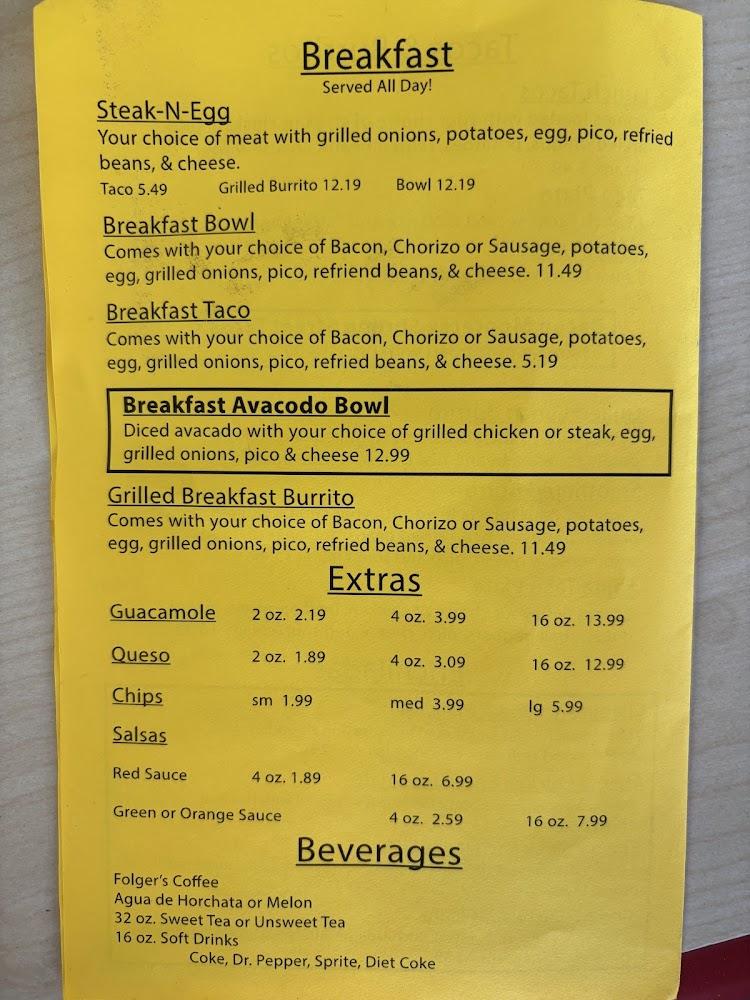 Breakfast
Served All Day!
Steak-N-Egg
Your choice of meat with grilled onions, potatoes, egg, pico, refried
beans, & cheese.
Taco 5.49 Grilled Burrito 12.19 Bowl 12.19
Breakfast Bowl
Comes with your choice of Bacon, Chorizo or Sausage, potatoes,
egg, grilled onions, pico, refriend beans, & cheese. 11.49
Breakfast Taco
Comes with your choice of Bacon, Chorizo or Sausage, potatoes,
egg, grilled onions, pico, refried beans, & cheese. 5.19
Breakfast Avacodo Bowl
Diced avacado with your choice of grilled chicken or steak, egg,
grilled onions, pico & cheese 12.99
Grilled Breakfast Burrito
Comes with your choice of Bacon, Chorizo or Sausage, potatoes,
egg, grilled onions, pico, refried beans, & cheese. 11.49
Extras
Guacamole 2 oz. 2.19 4 oz. 3.99 16 oz. 13.99
Queso 2 oz. 1.89 4 oz. 3.09 16 oz. 12.99
Chips sm 1.99 med 3.99 lg 5.99
Salsas
Red Sauce 4 oz. 1.89 16 oz. 6.99
Green or Orange Sauce 4 oz. 2.59 16 oz. 7.99
Beverages
Folger's Coffee
Agua de Horchata or Melon
32 oz. Sweet Tea or Unsweet Tea
16 oz. Soft Drinks
Coke, Dr. Pepper, Sprite, Diet Coke